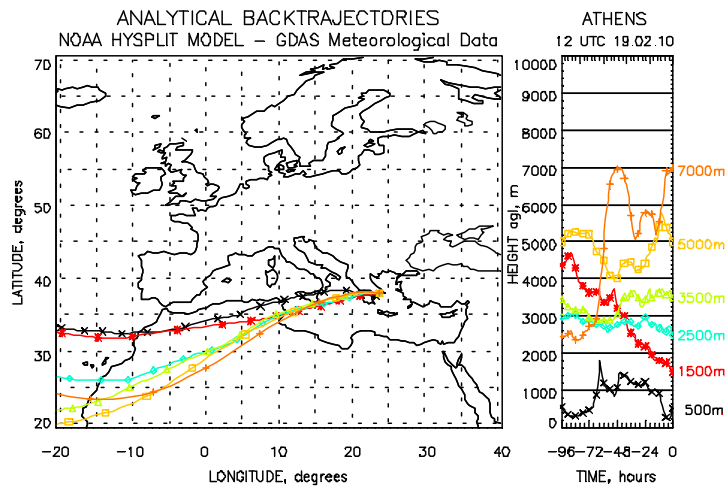 ANALYTICAL BACKTRAJECTORIES
NOAA HYSPLIT MODEL – GDAS Meteorological Data
ATHENS
12 UTC 19.02.10
LATITUDE, degrees
70
60
50
40
30
20
-20
-10
0
10
20
30
40
LONGITUDE, degrees
HEIGHT agl, m
10000
9000
8000
7000
6000
5000
4000
3000
2000
1000
0
7000m
5000m
3500m
2500m
1500m
500m
-96
-72
-48
-24
0
TIME, hours